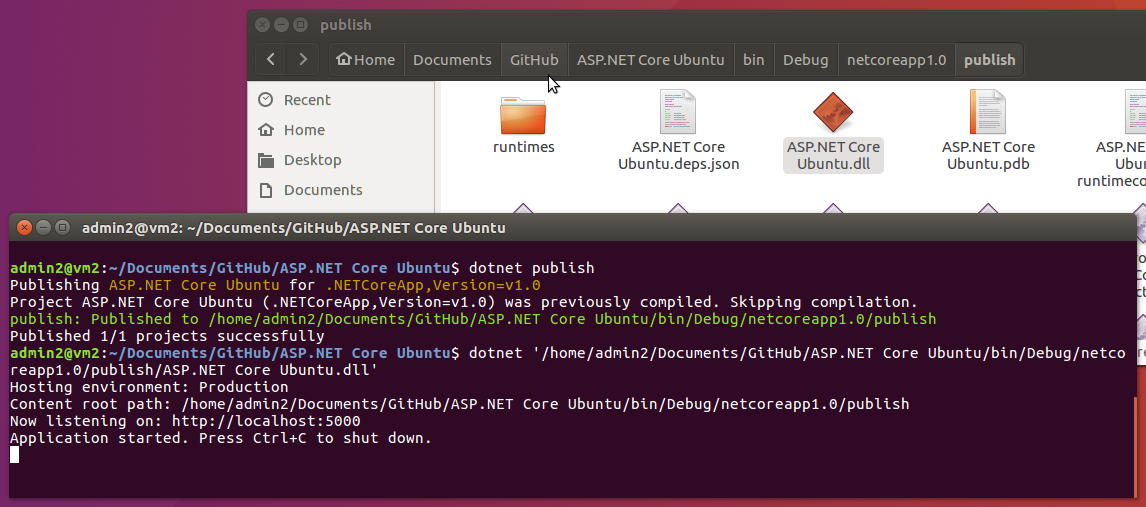 publish
Home Documents GitHub ASP.NET Core Ubuntu bin Debug netcoreapp1.0 publish
Recent
Home
Desktop
Documents
runtimes
ASP.NET Core
Ubuntu.deps.json
ASP.NET Core
Ubuntu.dll
ASP.NET Core
Ubuntu.pdb
ASP.NE
Ubun
runtimeco
admin2@vm2: ~/Documents/GitHub/ASP.NET Core Ubuntu
admin2@vm2:~/Documents/GitHub/ASP.NET Core Ubuntu$ dotnet publish
Publishing ASP.NET Core Ubuntu for .NETCoreApp,Version=v1.0
Project ASP.NET Core Ubuntu (.NETCoreApp,Version=v1.0) was previously compiled. Skipping compilation.
publish: Published to /home/admin2/Documents/GitHub/ASP.NET Core Ubuntu/bin/Debug/netcoreapp1.0/publish
Published 1/1 projects successfully
admin2@vm2:~/Documents/GitHub/ASP.NET Core Ubuntu$ dotnet '/home/admin2/Documents/GitHub/ASP.NET Core Ubuntu/bin/Debug/netco
reapp1.0/publish/ASP.NET Core Ubuntu.dll'
Hosting environment: Production
Content root path: /home/admin2/Documents/GitHub/ASP.NET Core Ubuntu/bin/Debug/netcoreapp1.0/publish
Now listening on: http://localhost:5000
Application started. Press Ctrl+C to shut down.